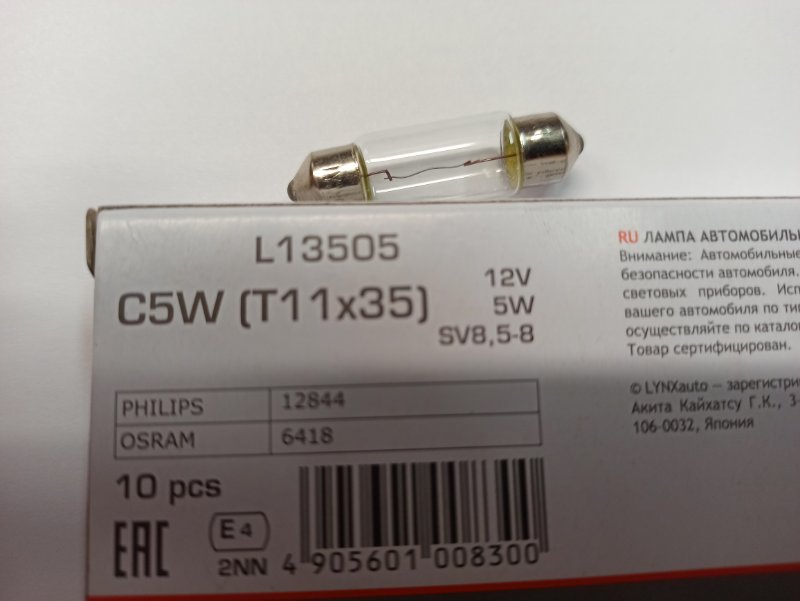 L13505
C5W (T11x35)
12V
5W
SV8,5-8
PHILIPS 12844
OSRAM 6418
10 pcs
EAC
E4
2NN
4 905601 008300
RU ЛАМПА АВТОМОБИЛЬ
Внимание: Автомобильные
безопасности автомобиля.
световых приборов. Исп
вашего автомобиля по ти
осуществляйте по катало
Товар сертифицирован.
© LYNXauto – зарегистри
Акита Кайхатсу Г.К., 3-
106-0032, Япония